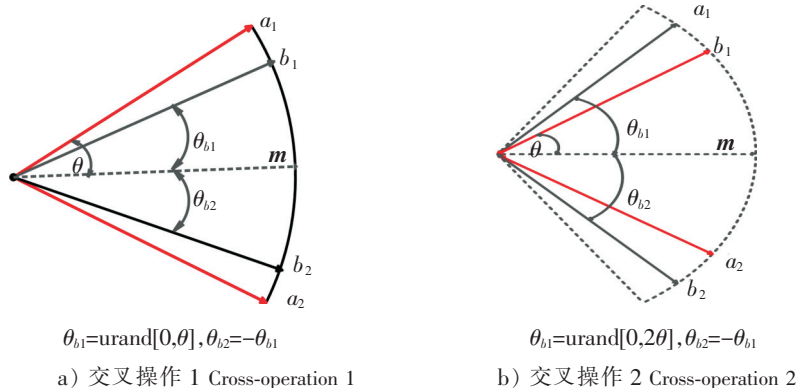 a1
b1
θ
θb1
m
θb2
b2
a2
θb1=urand[0,θ],θb2=-θb1
a) 交叉操作 1 Cross-operation 1
a1
b1
θ
θb1
m
θb2
a2
b2
θb1=urand[0,2θ],θb2=-θb1
b) 交叉操作 2 Cross-operation 2